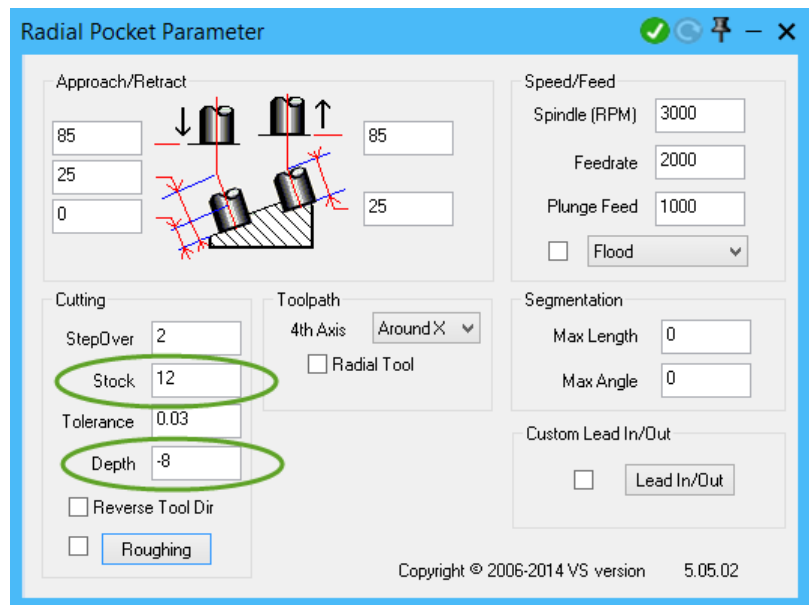 Radial Pocket Parameter
Approach/Retract
85
25
0
85
25
Speed/Feed
Spindle (RPM) 3000
Feedrate 2000
Plunge Feed 1000
Flood
Cutting
StepOver 2
Stock 12
Tolerance 0.03
Depth -8
Reverse Tool Dir
Roughing
Toolpath
4th Axis Around X
Radial Tool
Segmentation
Max Length 0
Max Angle 0
Custom Lead In/Out
Lead In/Out
Copyright © 2006-2014 VS version 5.05.02